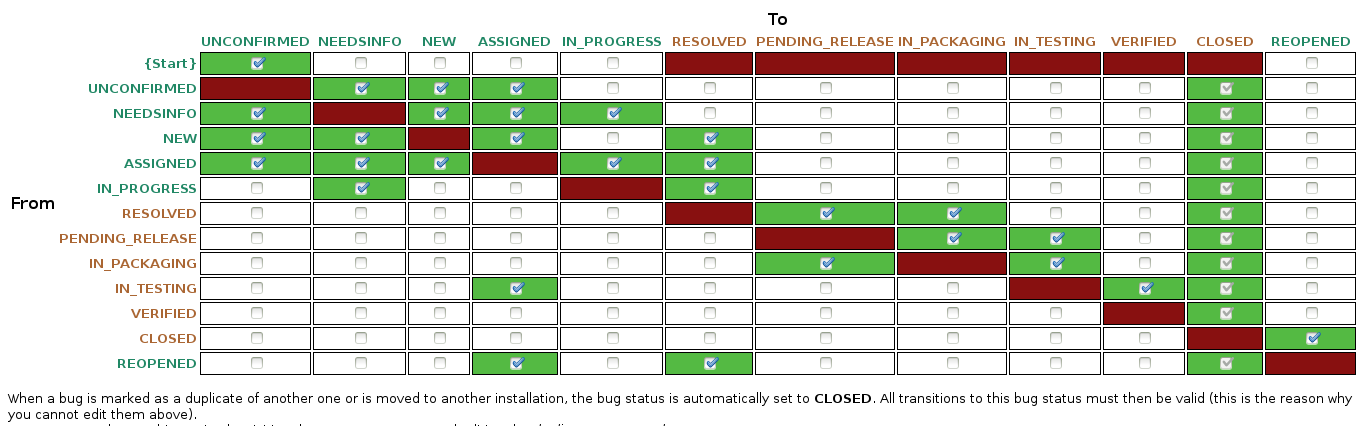 To
UNCONFIRMED NEEDSINFO NEW ASSIGNED IN_PROGRESS RESOLVED PENDING_RELEASE IN_PACKAGING IN_TESTING VERIFIED CLOSED REOPENED
{Start}
UNCONFIRMED
NEEDSINFO
NEW
ASSIGNED
IN_PROGRESS
From
RESOLVED
PENDING_RELEASE
IN_PACKAGING
IN_TESTING
VERIFIED
CLOSED
REOPENED
When a bug is marked as a duplicate of another one or is moved to another installation, the bug status is automatically set to CLOSED. All transitions to this bug status must then be valid (this is the reason why
you cannot edit them above).